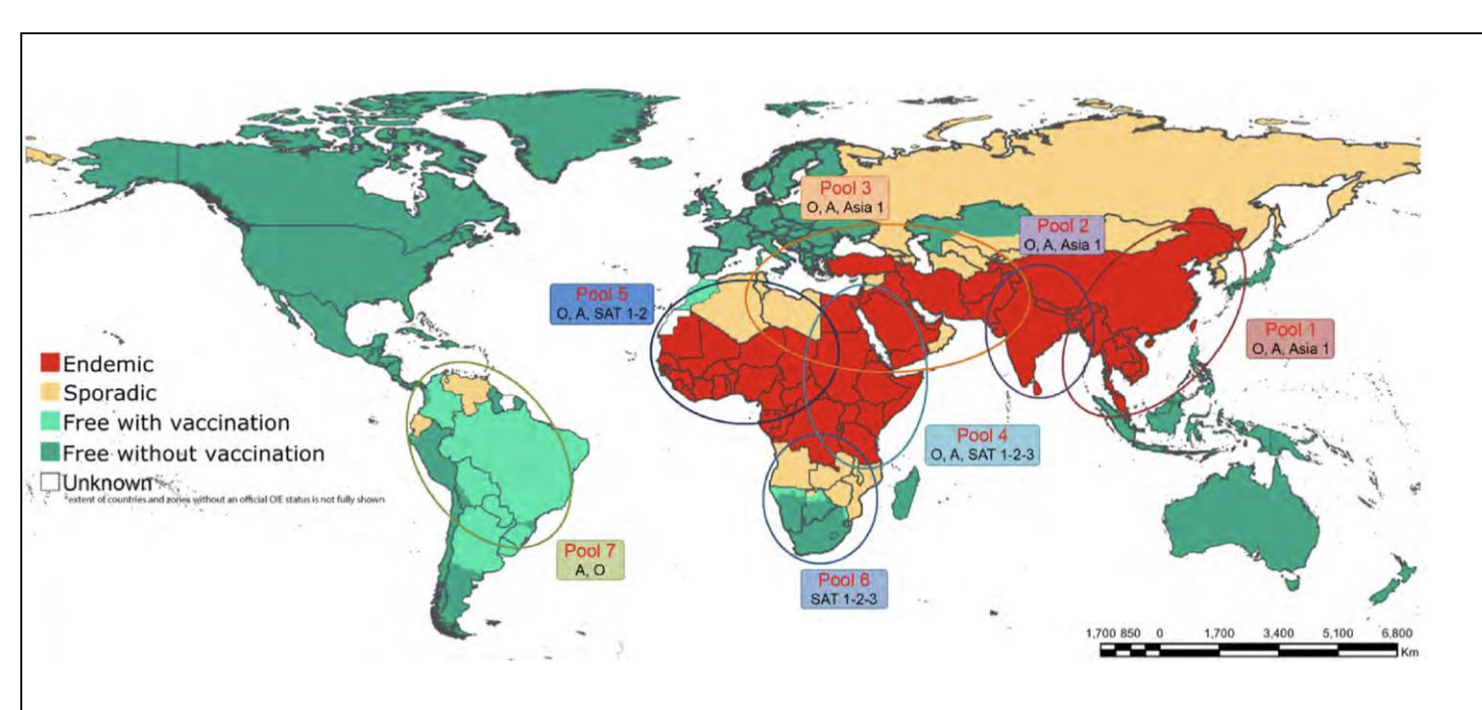 Pool 3
O, A, Asia 1
Pool 2
O, A, Asia 1
Pool 5
O, A, SAT 1-2
Pool 1
O, A, Asia 1
Endemic
Sporadic
Free with vaccination
Free without vaccination
Unknown
*extent of countries and zones without an official OIE status is not fully shown
Pool 4
O, A, SAT 1-2-3
Pool 7
A, O
Pool 6
SAT 1-2-3
1,700 850 0 1,700 3,400 5,100 6,800
Km